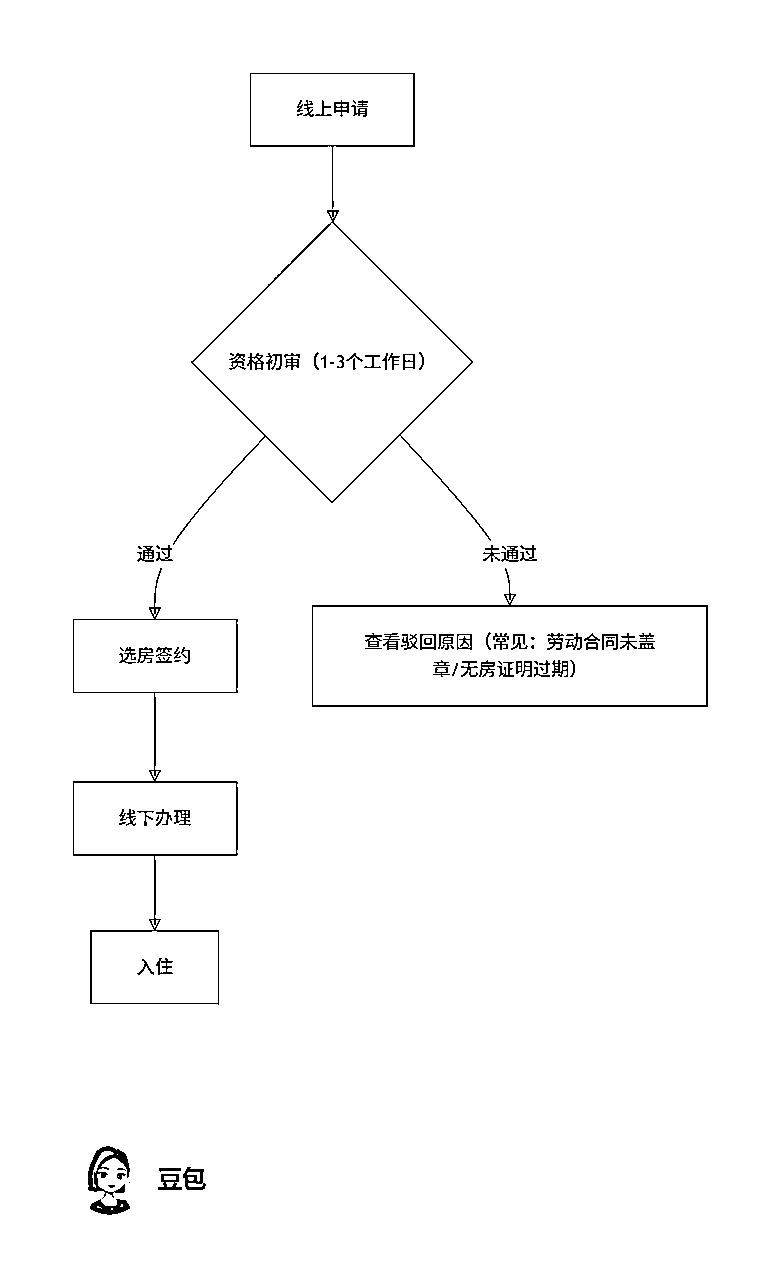 线上申请
资格初审（1-3个工作日）
通过
未通过
选房签约
查看驳回原因（常见：劳动合同未盖
章/无房证明过期）
线下办理
入住
豆包